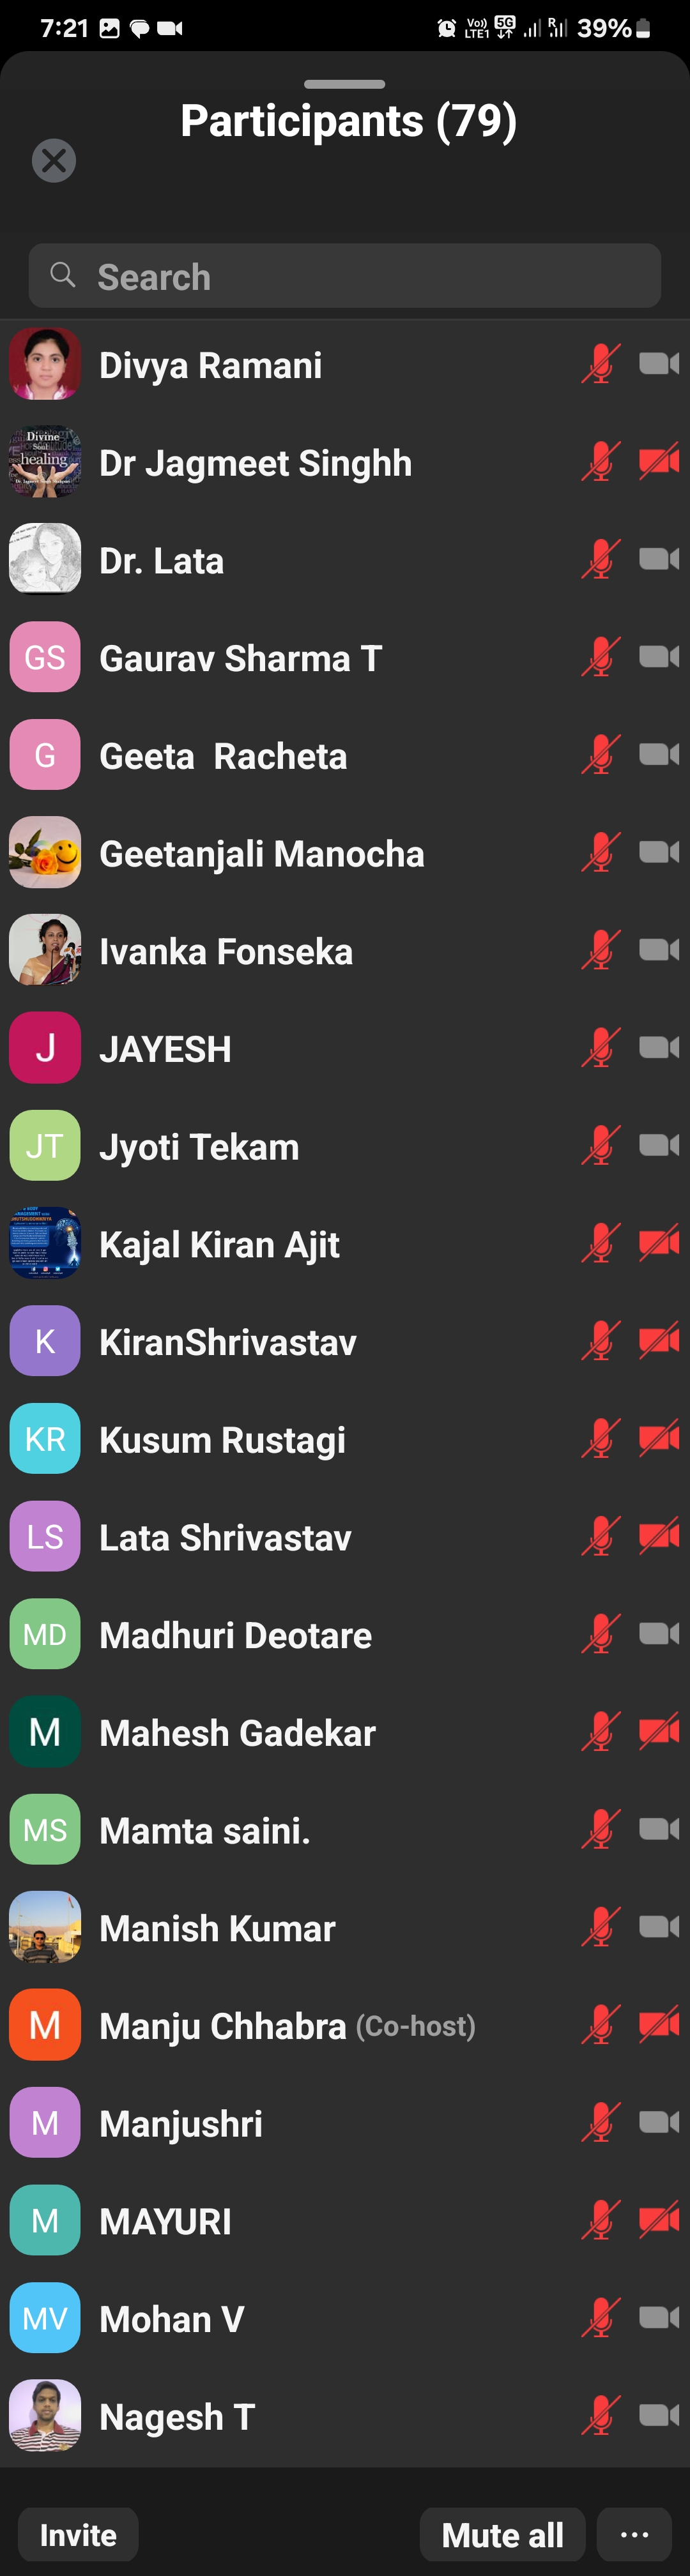 7:21 Vo) LTE1 5G R 39%
Participants (79)
Search
Divya Ramani
Divine
Soul
healing
Dr Jagmeet Singhh
Dr. Lata
GS Gaurav Sharma T
G Geeta  Racheta
Geetanjali Manocha
Ivanka Fonseka
J JAYESH
JT Jyoti Tekam
Kajal Kiran Ajit
K KiranShrivastav
KR Kusum Rustagi
LS Lata Shrivastav
MD Madhuri Deotare
M Mahesh Gadekar
MS Mamta saini.
Manish Kumar
M Manju Chhabra (Co-host)
M Manjushri
M MAYURI
MV Mohan V
Nagesh T
Invite Mute all ...